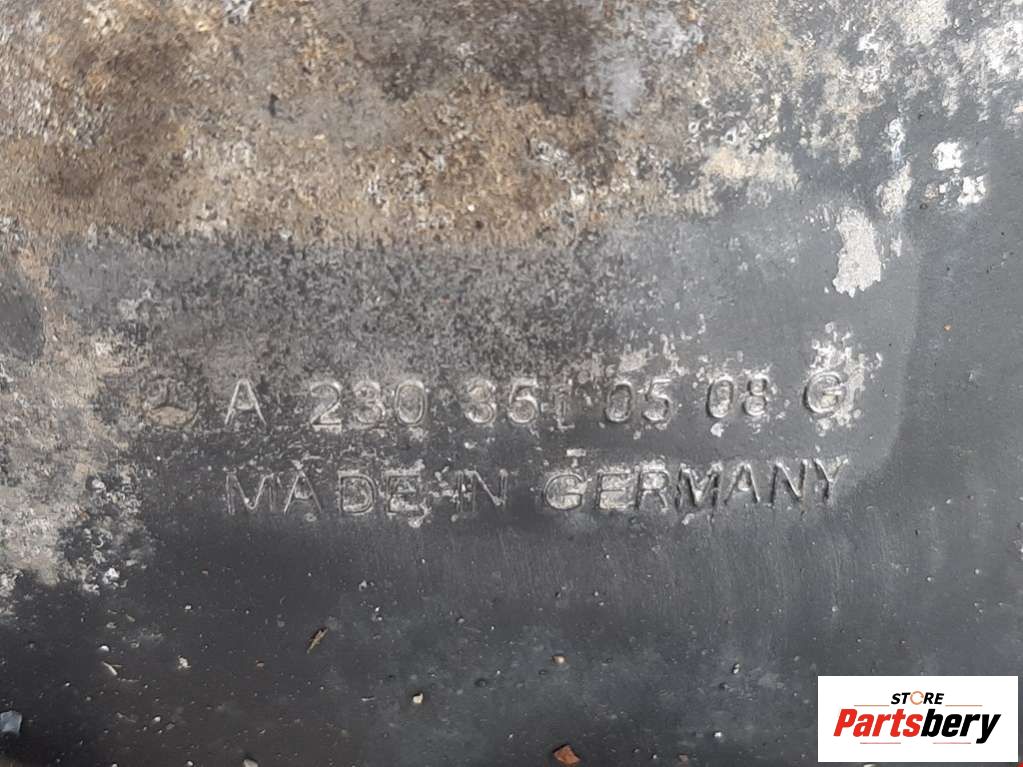 A 230 351 05 08 G
MADE IN GERMANY
STORE
Partsbery